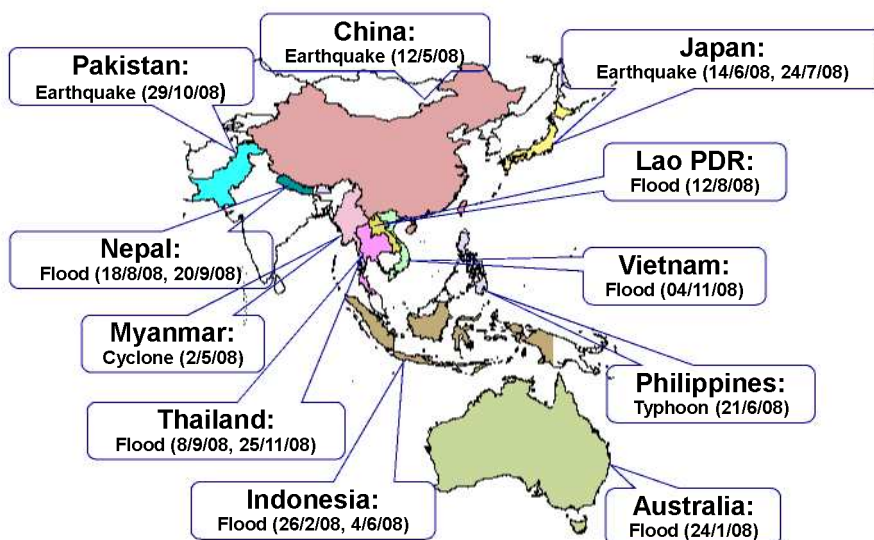 China:
Earthquake (12/5/08)
Japan:
Earthquake (14/6/08, 24/7/08)
Pakistan:
Earthquake (29/10/08)
Lao PDR:
Flood (12/8/08)
Nepal:
Flood (18/8/08, 20/9/08)
Vietnam:
Flood (04/11/08)
Myanmar:
Cyclone (2/5/08)
Philippines:
Typhoon (21/6/08)
Thailand:
Flood (8/9/08, 25/11/08)
Indonesia:
Flood (26/2/08, 4/6/08)
Australia:
Flood (24/1/08)